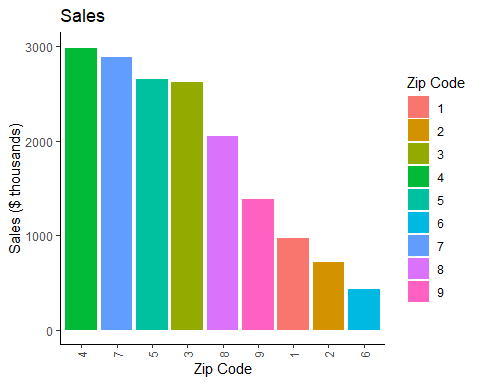 Sales
Sales ($ thousands)
3000
2000
1000
0
4 7 5 3 8 9 1 2 6
Zip Code
Zip Code
1
2
3
4
5
6
7
8
9